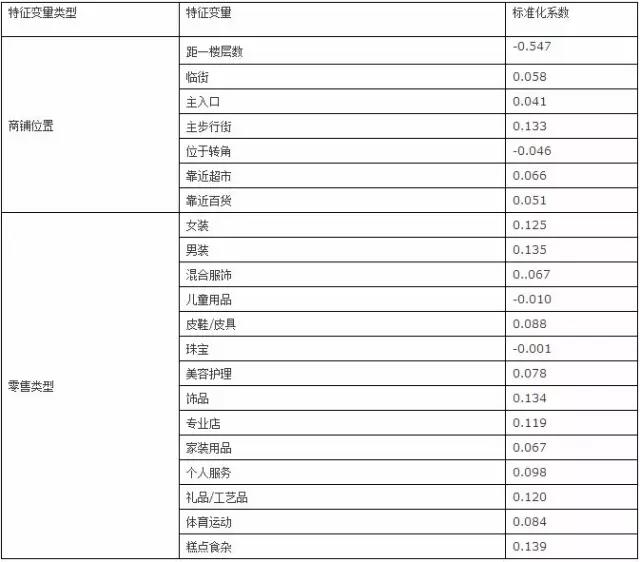 特征变量类型 特征变量 标准化系数
商铺位置 距一楼层数 -0.547
临街 0.058
主入口 0.041
主步行街 0.133
位于转角 -0.046
靠近超市 0.066
靠近百货 0.051
零售类型 女装 0.125
男装 0.135
混合服饰 0..067
儿童用品 -0.010
皮鞋/皮具 0.088
珠宝 -0.001
美容护理 0.078
饰品 0.134
专业店 0.119
家装用品 0.067
个人服务 0.098
礼品/工艺品 0.120
体育运动 0.084
糕点食杂 0.139